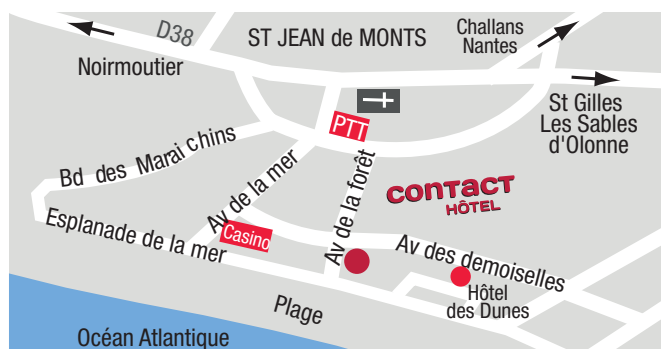 D38
ST JEAN de MONTS
Challans
Nantes
Noirmoutier
St Gilles
Les Sables
d'Olonne
PTT
Bd des Marai chins
Av de la mer
Av de la forêt
contact
HÔTEL
Esplanade de la mer
Casino
Av des demoiselles
Hôtel
des Dunes
Plage
Océan Atlantique